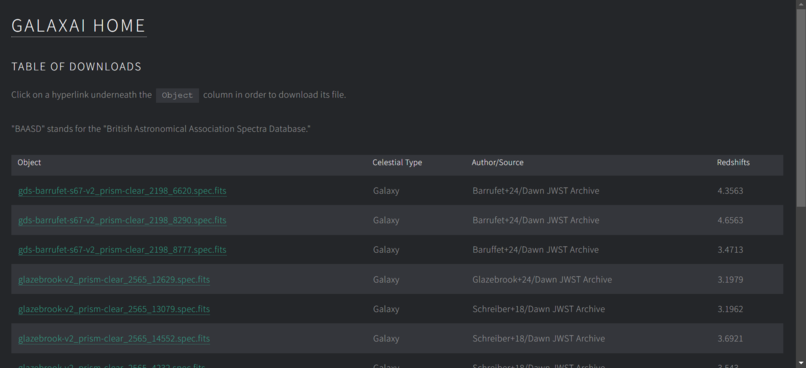 GALAXAI HOME
TABLE OF DOWNLOADS
Click on a hyperlink underneath the Object column in order to download its file.
"BAASD" stands for the "British Astronomical Association Spectra Database."
Object Celestial Type Author/Source Redshifts
gds-barrufet-s67-v2_prism-clear_2198_6620.spec.fits Galaxy Barrufet+24/Dawn JWST Archive 4.3563
gds-barrufet-s67-v2_prism-clear_2198_8290.spec.fits Galaxy Barrufet+24/Dawn JWST Archive 4.6563
gds-barrufet-s67-v2_prism-clear_2198_8777.spec.fits Galaxy Baruffet+24/Dawn JWST Archive 3.4713
glazebrook-v2_prism-clear_2565_12629.spec.fits Galaxy Glazebrook+24/Dawn JWST Archive 3.1979
glazebrook-v2_prism-clear_2565_13079.spec.fits Galaxy Schreiber+18/Dawn JWST Archive 3.1962
glazebrook-v2_prism-clear_2565_14552.spec.fits Galaxy Schreiber+18/Dawn JWST Archive 3.6921
Galaxy Schreiber+18/Dawn JWST Archive